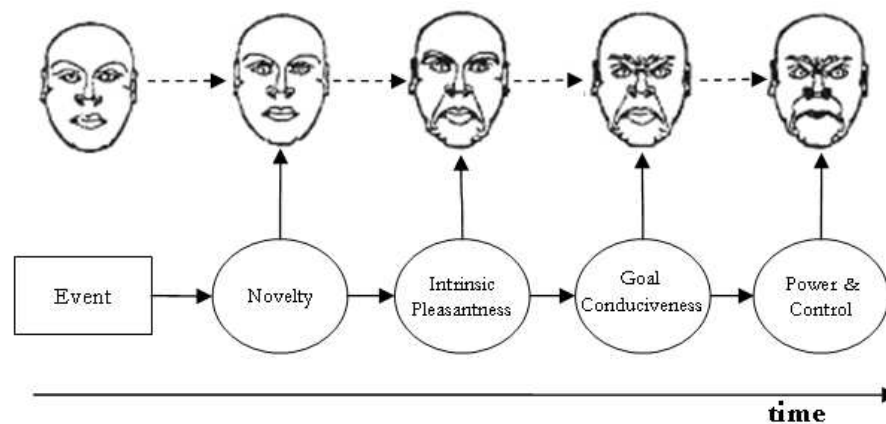 Event
Novelty
Intrinsic
Pleasantness
Goal
Conduciveness
Power &
Control
time